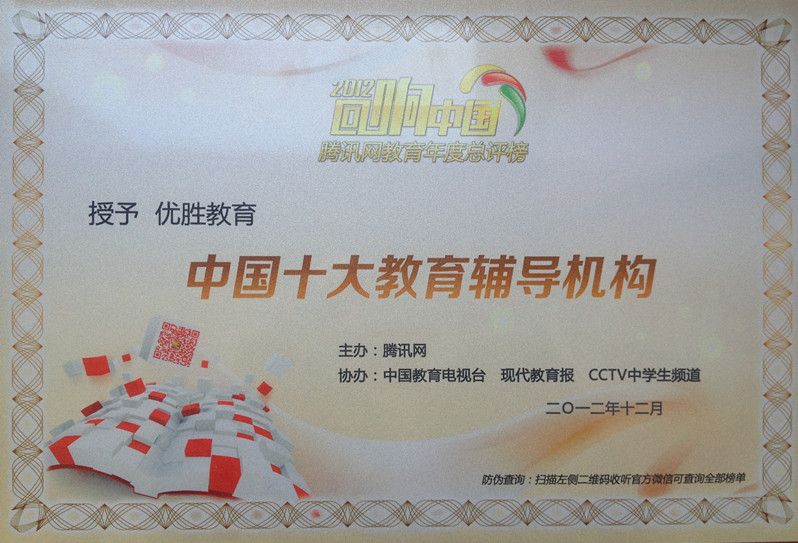 2012
回响中国
腾讯网教育年度总评榜
授予 优胜教育
中国十大教育辅导机构
主办：腾讯网
协办：中国教育电视台 现代教育报 CCTV中学生频道
二〇一二年十二月
防伪查询：扫描左侧二维码收听官方微信可查询全部榜单